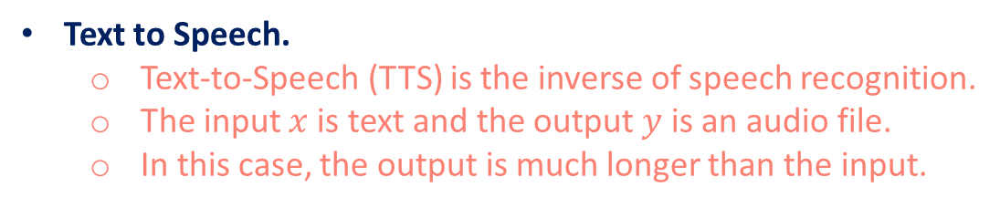 • Text to Speech.
○ Text-to-Speech (TTS) is the inverse of speech recognition.
○ The input x is text and the output y is an audio file.
○ In this case, the output is much longer than the input.